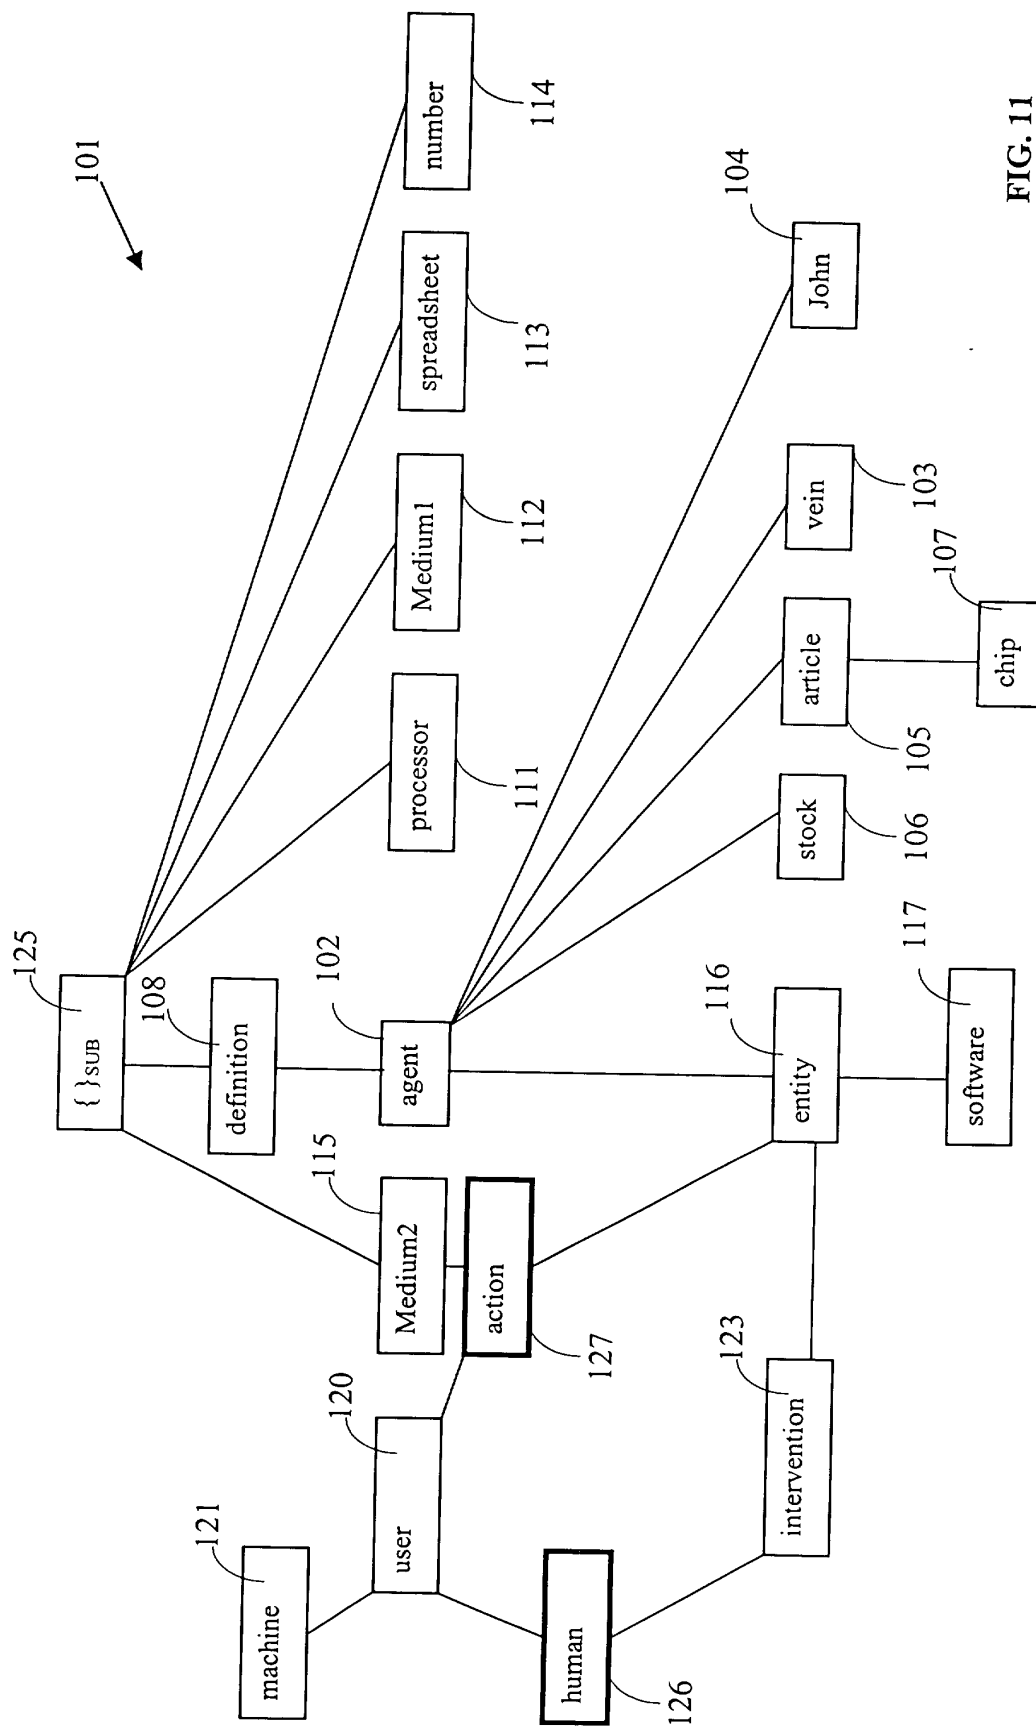 101
{ }SUB
125
definition
108
machine
121
user
120
Medium2
115
agent
102
processor
111
Medium1
112
spreadsheet
113
number
114
action
127
human
126
intervention
123
entity
116
stock
106
article
105
vein
103
John
104
software
117
chip
107
FIG. 11